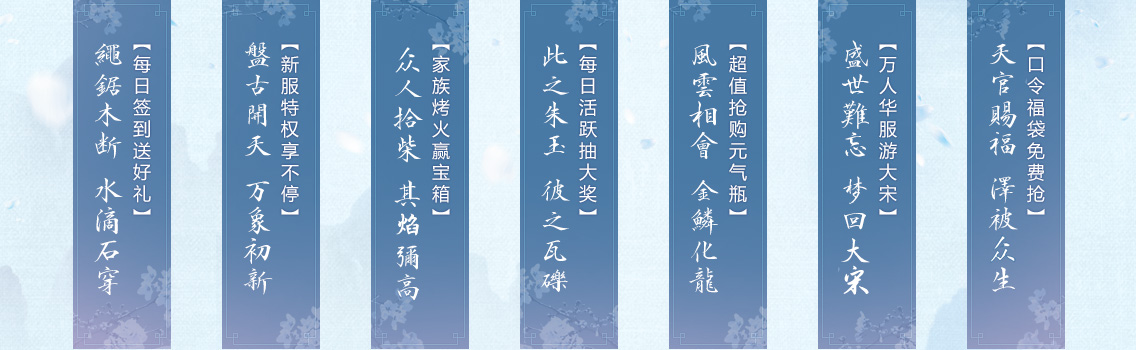 【口令福袋免费抢】
天官賜福 澤被众生
【万人华服游大宋】
盛世難忘 梦回大宋
【超值抢购元气瓶】
風雲相會 金鳞化龍
【每日活跃抽大奖】
此之朱玉 彼之瓦礫
【家族烤火赢宝箱】
众人拾柴 其焰彌高
【新服特权享不停】
盤古開天 万象初新
【每日签到送好礼】
繩鋸木断 水滴石穿